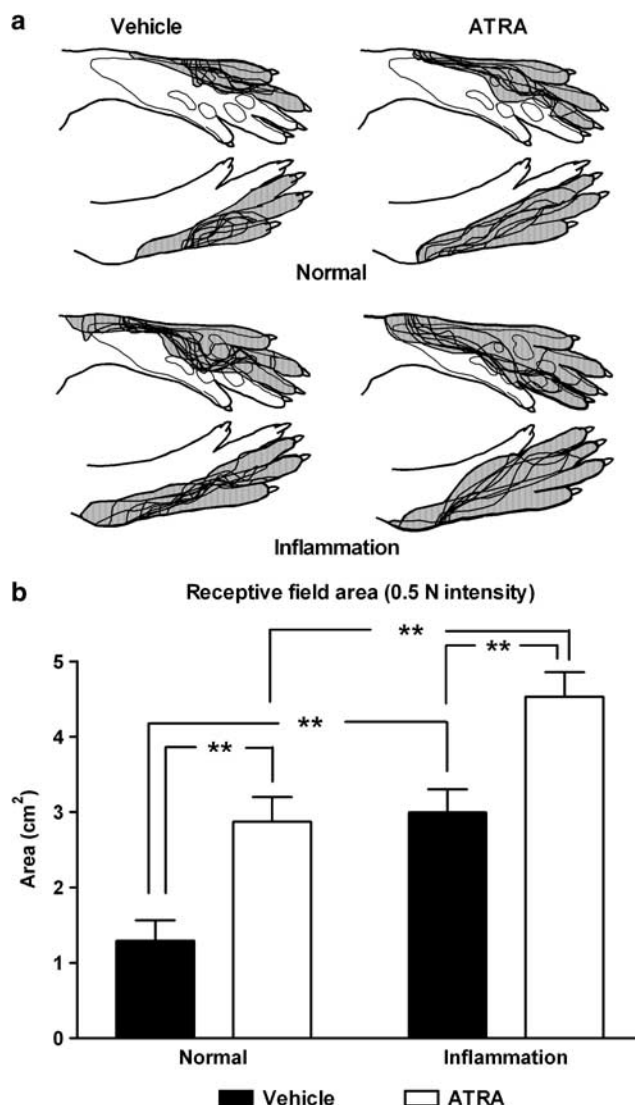 a
Vehicle ATRA
Normal
Inflammation
b
Receptive field area (0.5 N intensity)
**
**
**
**
5
4
3
2
1
0
Area (cm²)
Normal Inflammation
Vehicle ATRA